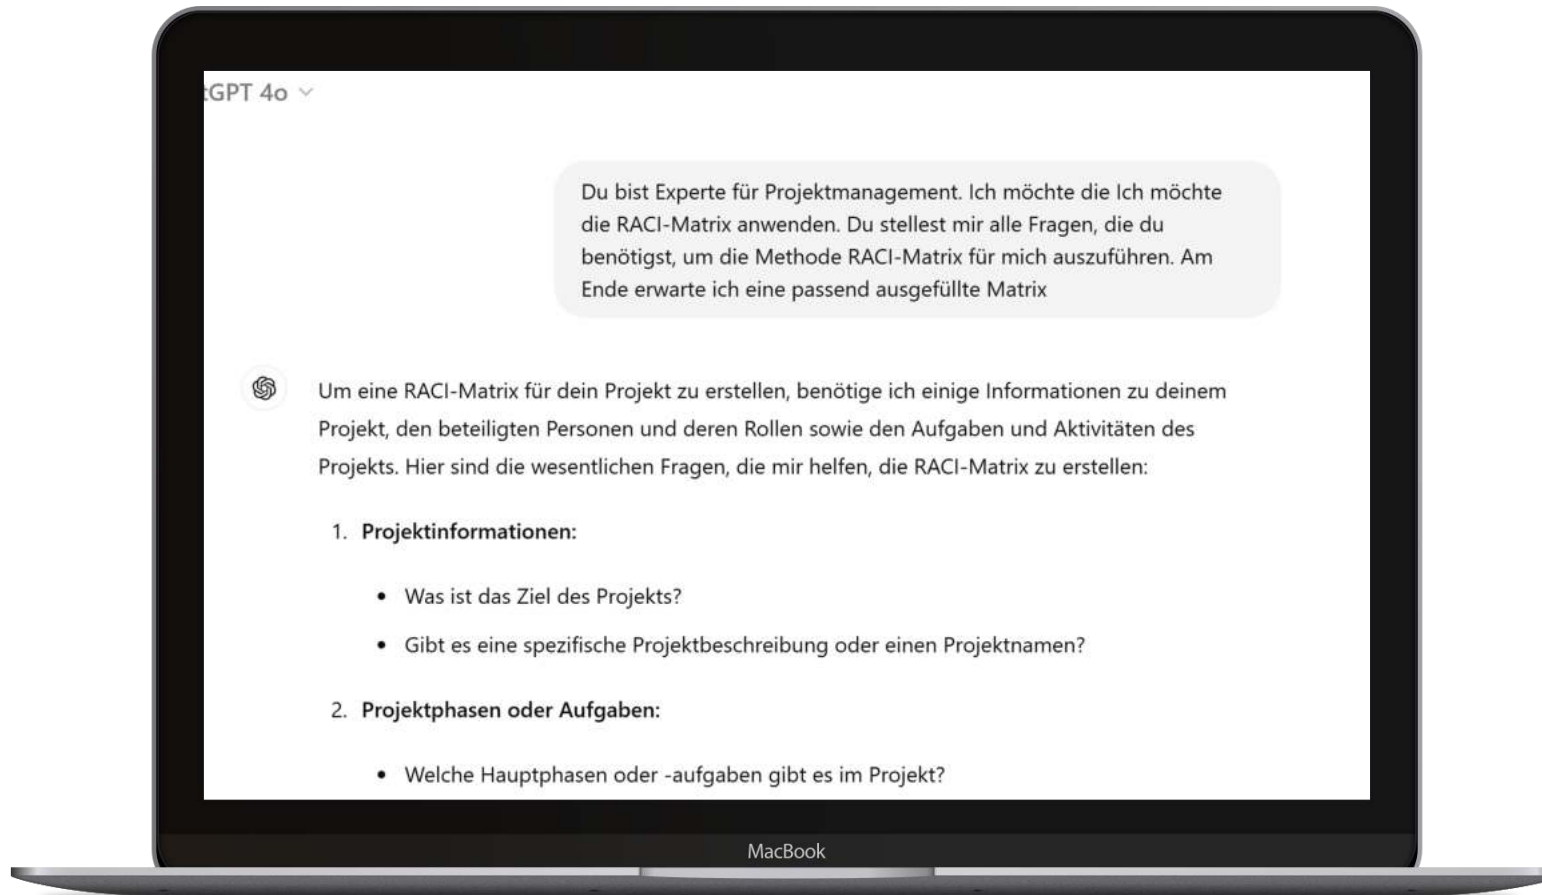 tGPT 4o
Du bist Experte für Projektmanagement. Ich möchte die Ich möchte
die RACI-Matrix anwenden. Du stellest mir alle Fragen, die du
benötigst, um die Methode RACI-Matrix für mich auszuführen. Am
Ende erwarte ich eine passend ausgefüllte Matrix
Um eine RACI-Matrix für dein Projekt zu erstellen, benötige ich einige Informationen zu deinem
Projekt, den beteiligten Personen und deren Rollen sowie den Aufgaben und Aktivitäten des
Projekts. Hier sind die wesentlichen Fragen, die mir helfen, die RACI-Matrix zu erstellen:
1. Projektinformationen:
• Was ist das Ziel des Projekts?
• Gibt es eine spezifische Projektbeschreibung oder einen Projektnamen?
2. Projektphasen oder Aufgaben:
• Welche Hauptphasen oder -aufgaben gibt es im Projekt?
MacBook